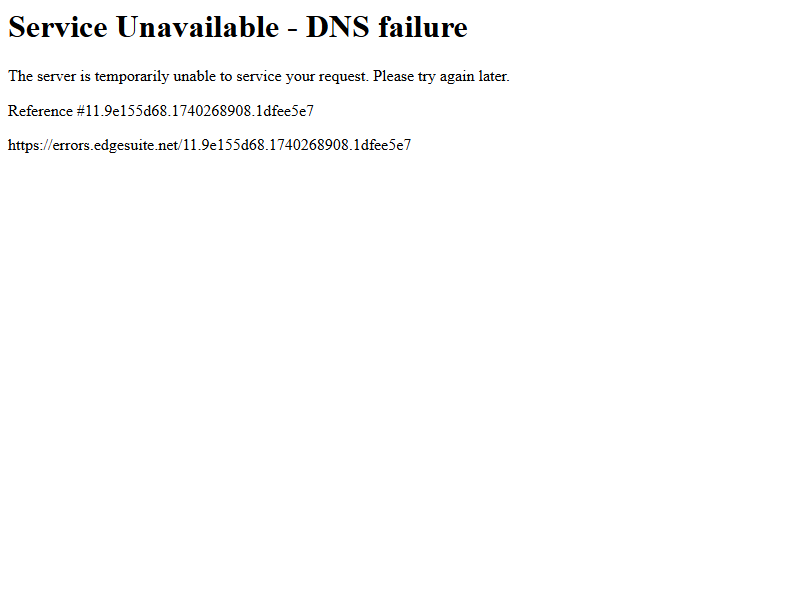 Service Unavailable - DNS failure
The server is temporarily unable to service your request. Please try again later.
Reference #11.9e155d68.1740268908.1dfee5e7
https://errors.edgesuite.net/11.9e155d68.1740268908.1dfee5e7